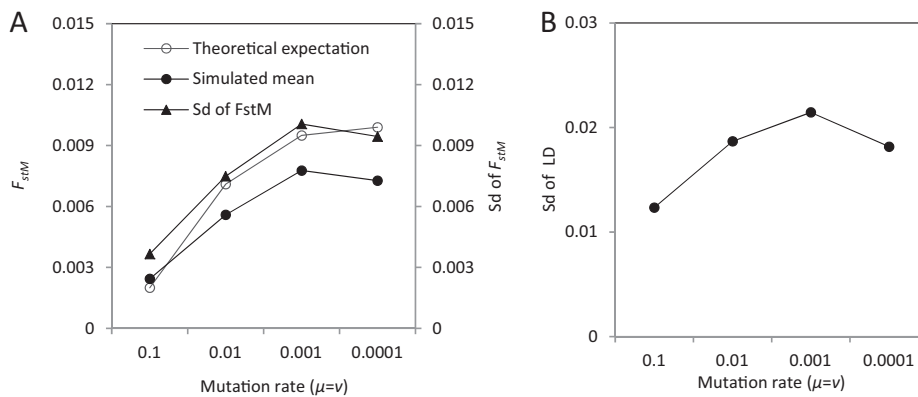 A
0.015
0.012
0.009
0.006
0.003
0
FstM
Theoretical expectation
Simulated mean
Sd of FstM
0.015
0.012
0.009
0.006
0.003
0
Sd of FstM
0.1 0.01 0.001 0.0001
Mutation rate (μ=v)
B
0.03
0.02
0.01
0
Sd of LD
0.1 0.01 0.001 0.0001
Mutation rate (μ=v)